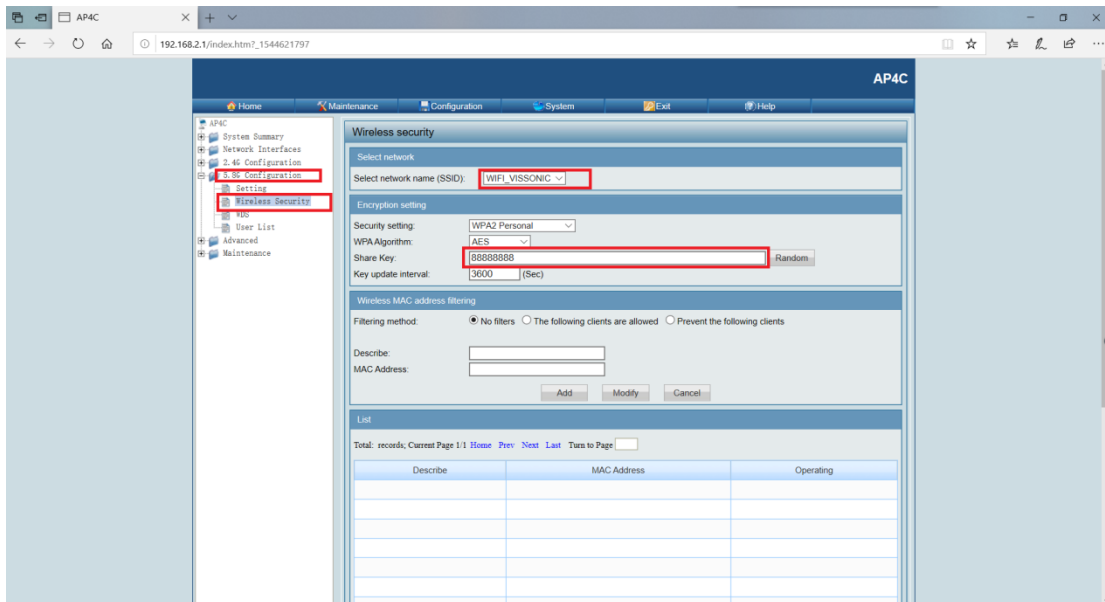 AP4C
192.168.2.1/index.htm?_1544621797
AP4C
Home Maintenance Configuration System Exit Help
AP4C
System Summary
Network Interfaces
2.4G Configuration
5.8G Configuration
Setting
Wireless Security
WDS
User List
Advanced
Maintenance
Wireless security
Select network
Select network name (SSID): WIFI_VISSONIC
Encryption setting
Security setting: WPA2 Personal
WPA Algorithm: AES
Share Key: 88888888 Random
Key update interval: 3600 (Sec)
Wireless MAC address filtering
Filtering method: No filters The following clients are allowed Prevent the following clients
Describe:
MAC Address:
Add Modify Cancel
List
Total: records; Current Page 1/1 Home Prev Next Last Turn to Page
Describe MAC Address Operating